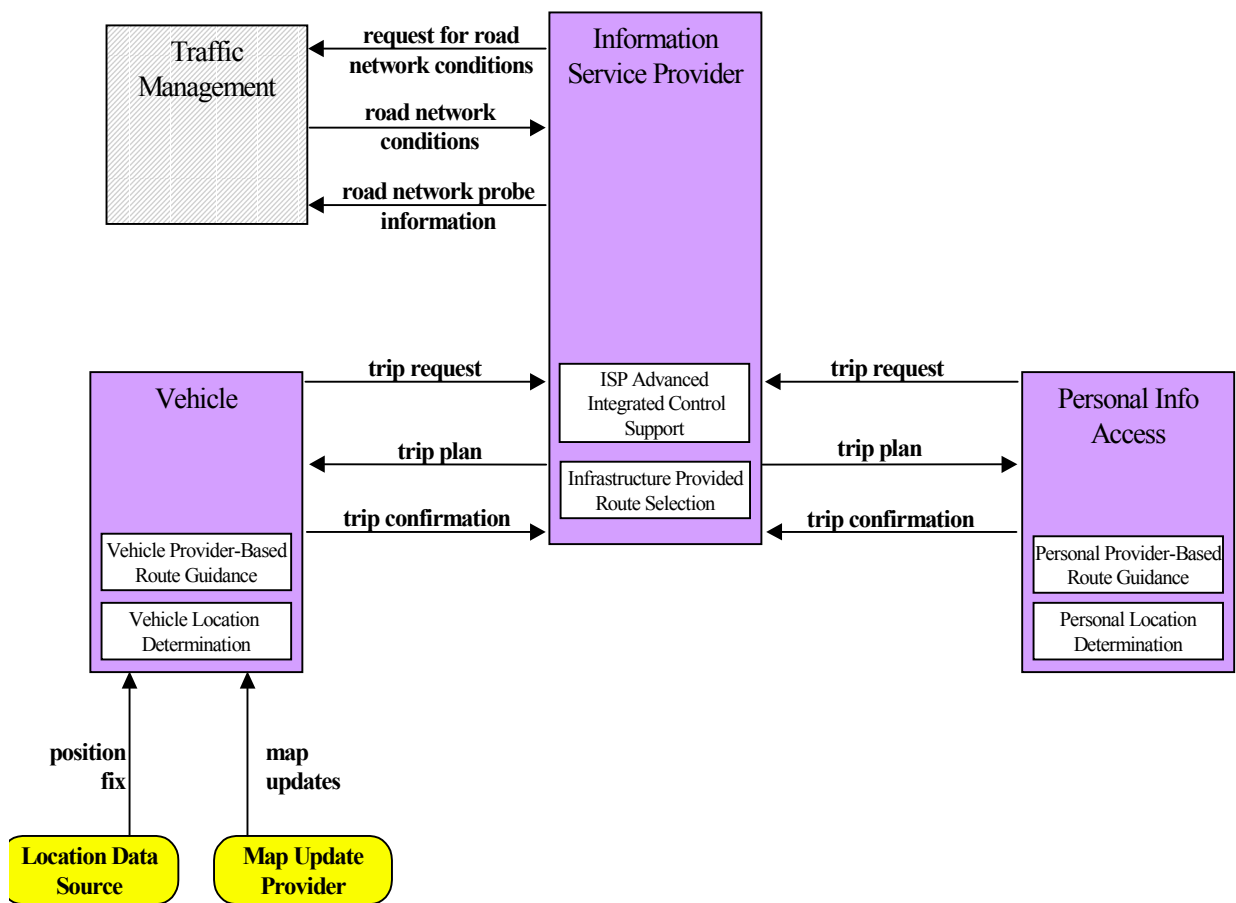 Traffic
Management
request for road
network conditions
road network
conditions
road network probe
information
Information
Service Provider
ISP Advanced
Integrated Control
Support
Infrastructure Provided
Route Selection
Vehicle
trip request
trip plan
trip confirmation
Vehicle Provider-Based
Route Guidance
Vehicle Location
Determination
trip request
trip plan
trip confirmation
Personal Info
Access
Personal Provider-Based
Route Guidance
Personal Location
Determination
position
fix
map
updates
Location Data
Source
Map Update
Provider